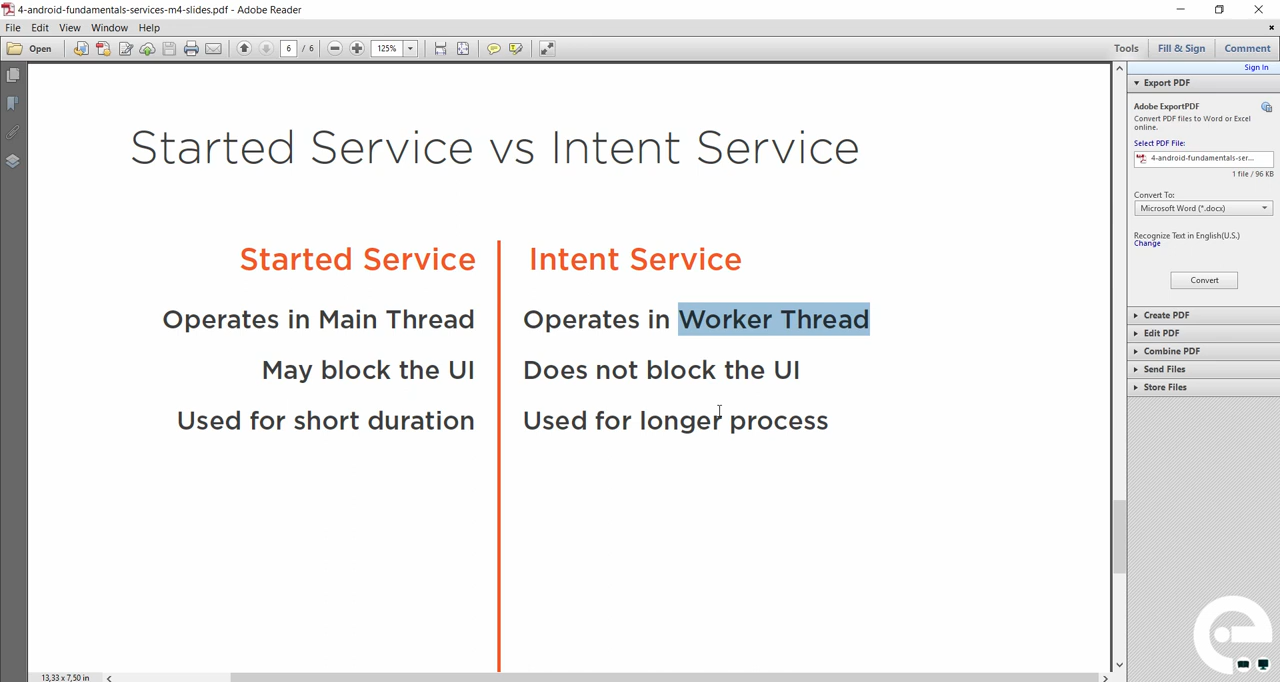 4-android-fundamentals-services-m4-slides.pdf - Adobe Reader
File Edit View Window Help
Open 6 / 6 125% Tools Fill & Sign Comment
Sign In
Started Service vs Intent Service
Started Service
Operates in Main Thread
May block the UI
Used for short duration
Intent Service
Operates in Worker Thread
Does not block the UI
Used for longer process
Export PDF
Adobe ExportPDF
Convert PDF files to Word or Excel
online.
Select PDF File:
4-android-fundamentals-ser...
1 file / 96 KB
Convert To:
Microsoft Word (*.docx)
Recognize Text in English(U.S.)
Change
Convert
Create PDF
Edit PDF
Combine PDF
Send Files
Store Files
13,33 x 7,50 in